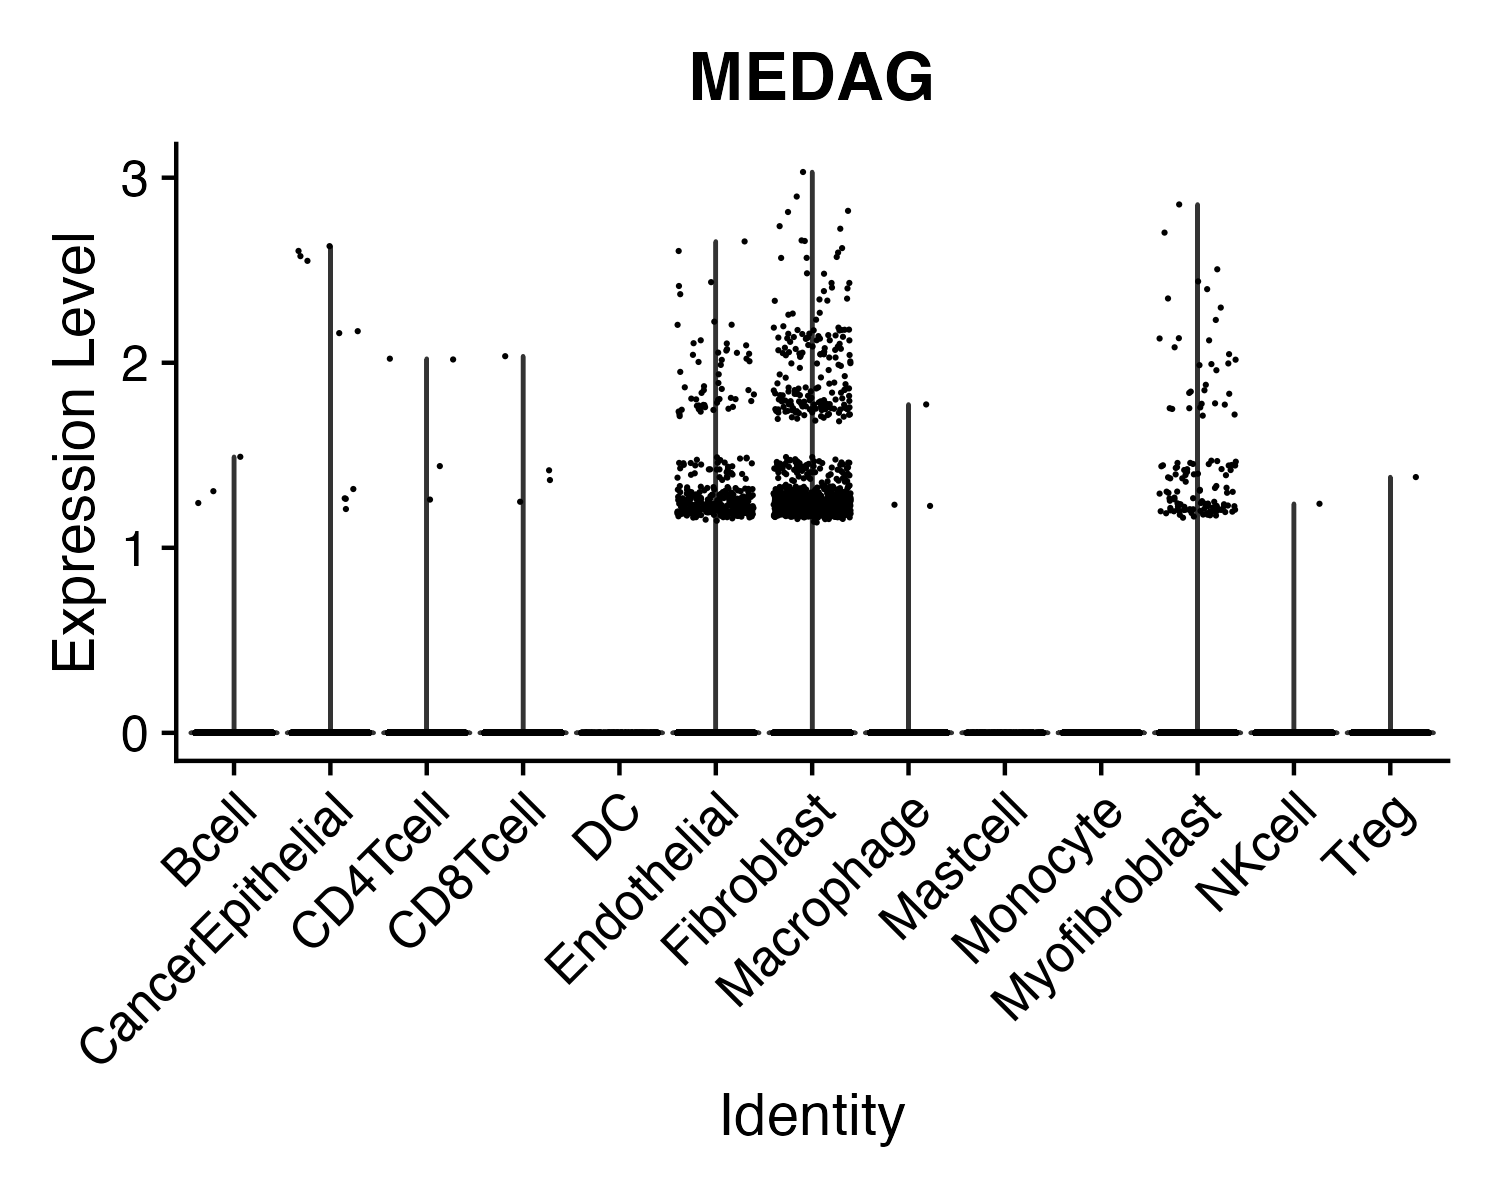 MEDAG
Expression Level
3
2
1
0
Bcell
CancerEpithelial
CD4Tcell
CD8Tcell
DC
Endothelial
Fibroblast
Macrophage
Mastcell
Monocyte
Myofibroblast
NKcell
Treg
Identity